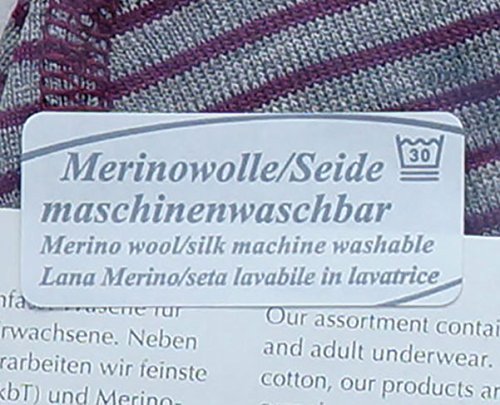 Merinowolle/Seide
30
maschinenwaschbar
Merino wool/silk machine washable
Lana Merino/seta lavabile in lavatrice
für
rwachsene. Neben
rarbeiten wir feinste
kbT) und Merino-
Our assortment contai
and adult underwear.
cotton, our products a